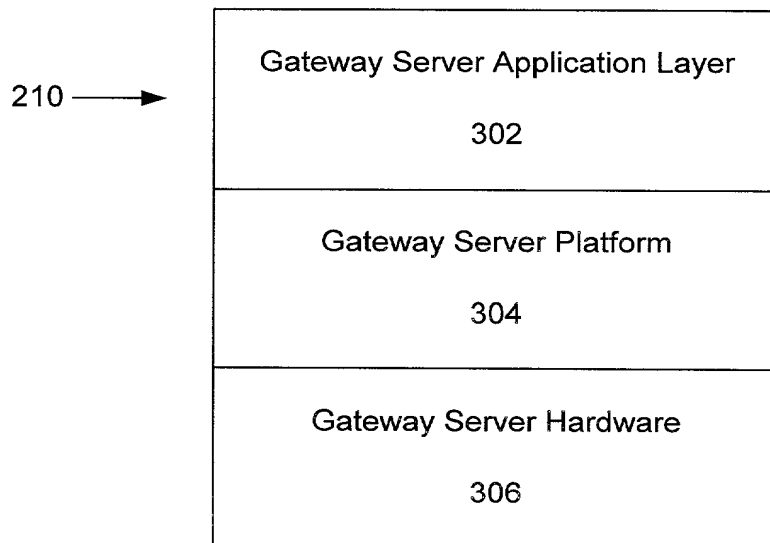 Gateway Server Application Layer
210
302
Gateway Server Platform
304
Gateway Server Hardware
306